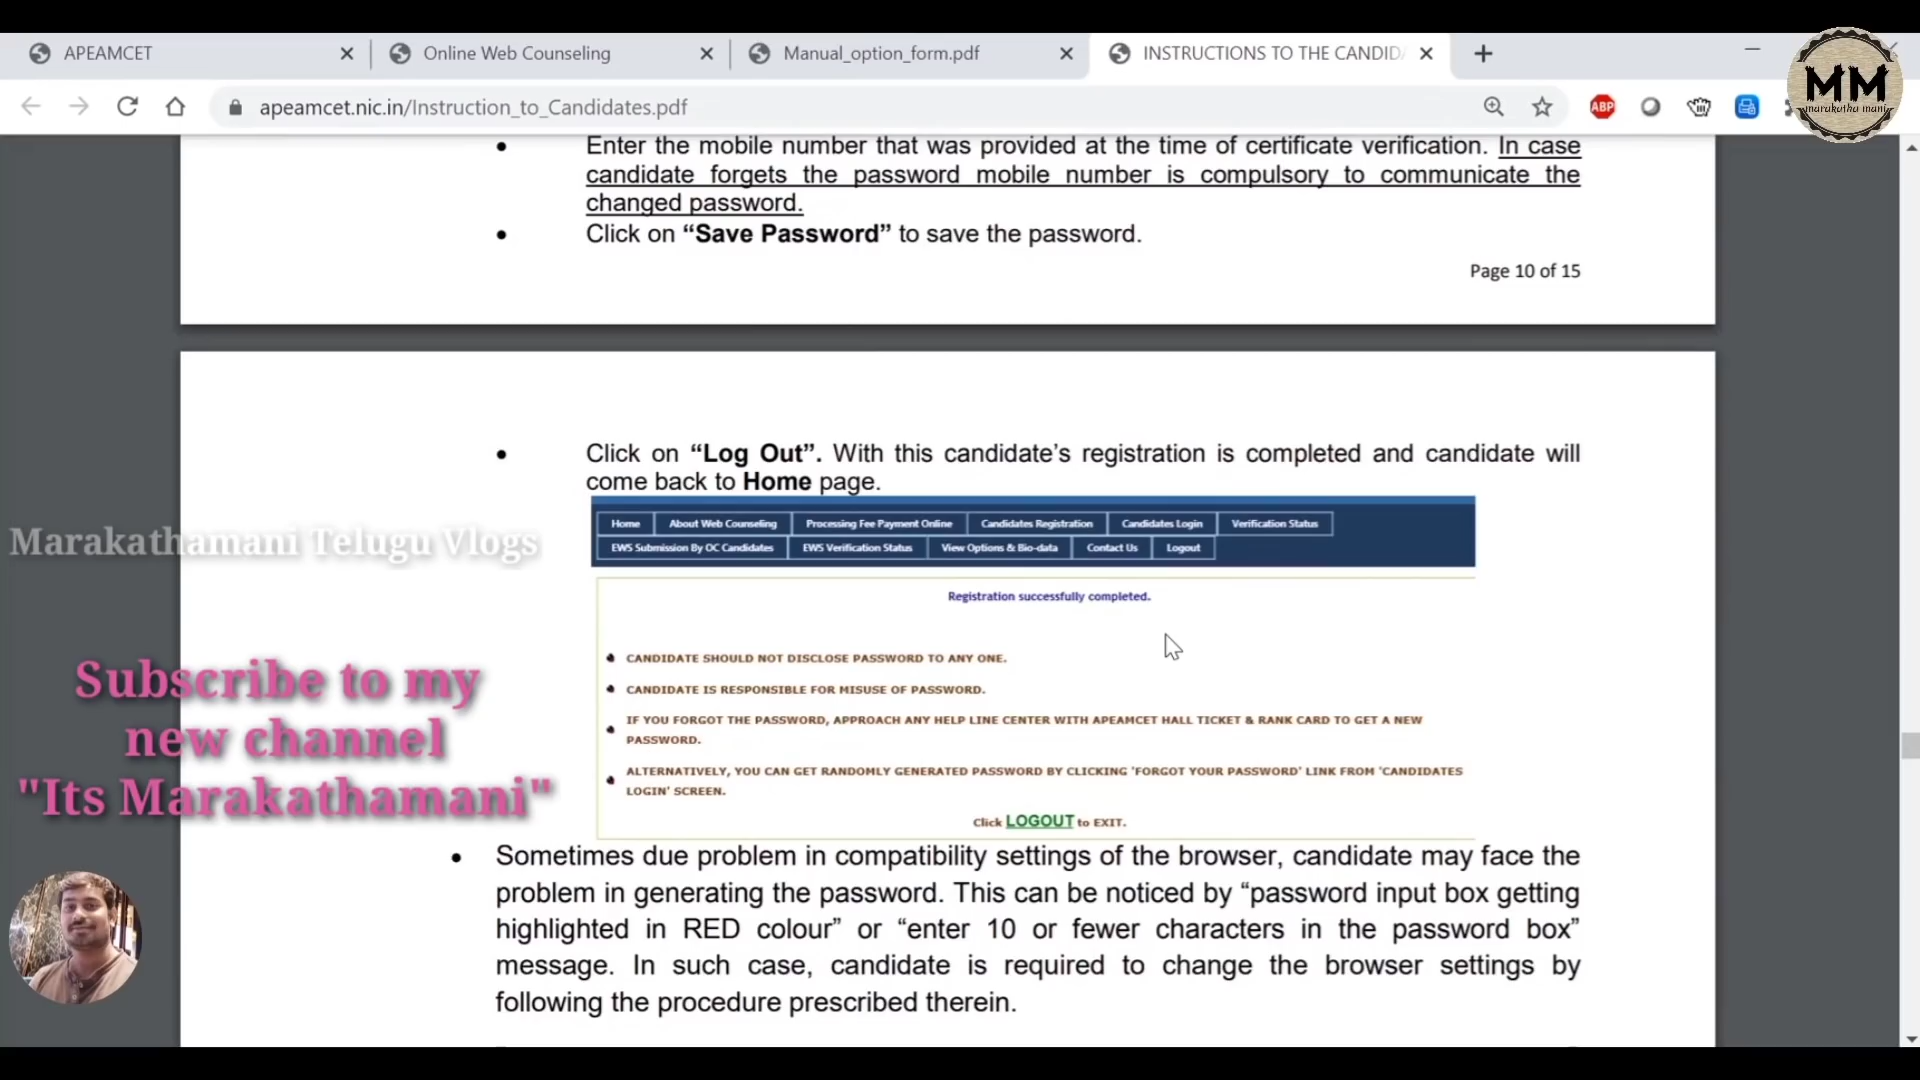 APEAMCET
Online Web Counseling
Manual_option_form.pdf
INSTRUCTIONS TO THE CANDID
apeamcet.nic.in/Instruction_to_Candidates.pdf
ABP
MM
marakatha mani
Enter the mobile number that was provided at the time of certificate verification. In case
candidate forgets the password mobile number is compulsory to communicate the
changed password.
Click on “Save Password” to save the password.
Page 10 of 15
Click on “Log Out”. With this candidate’s registration is completed and candidate will
come back to Home page.
Home About Web Counseling Processing Fee Payment Online Candidates Registration Candidates Login Verification Status
EWS Submission By OC Candidates EWS Verification Status View Options & Bio-data Contact Us Logout
Registration successfully completed.
CANDIDATE SHOULD NOT DISCLOSE PASSWORD TO ANY ONE.
CANDIDATE IS RESPONSIBLE FOR MISUSE OF PASSWORD.
IF YOU FORGOT THE PASSWORD, APPROACH ANY HELP LINE CENTER WITH APEAMCET HALL TICKET & RANK CARD TO GET A NEW
PASSWORD.
ALTERNATIVELY, YOU CAN GET RANDOMLY GENERATED PASSWORD BY CLICKING 'FORGOT YOUR PASSWORD' LINK FROM 'CANDIDATES
LOGIN' SCREEN.
Click LOGOUT to EXIT.
Sometimes due problem in compatibility settings of the browser, candidate may face the
problem in generating the password. This can be noticed by “password input box getting
highlighted in RED colour” or “enter 10 or fewer characters in the password box”
message. In such case, candidate is required to change the browser settings by
following the procedure prescribed therein.
Marakathamani Telugu Vlogs
Subscribe to my
new channel
"Its Marakathamani"